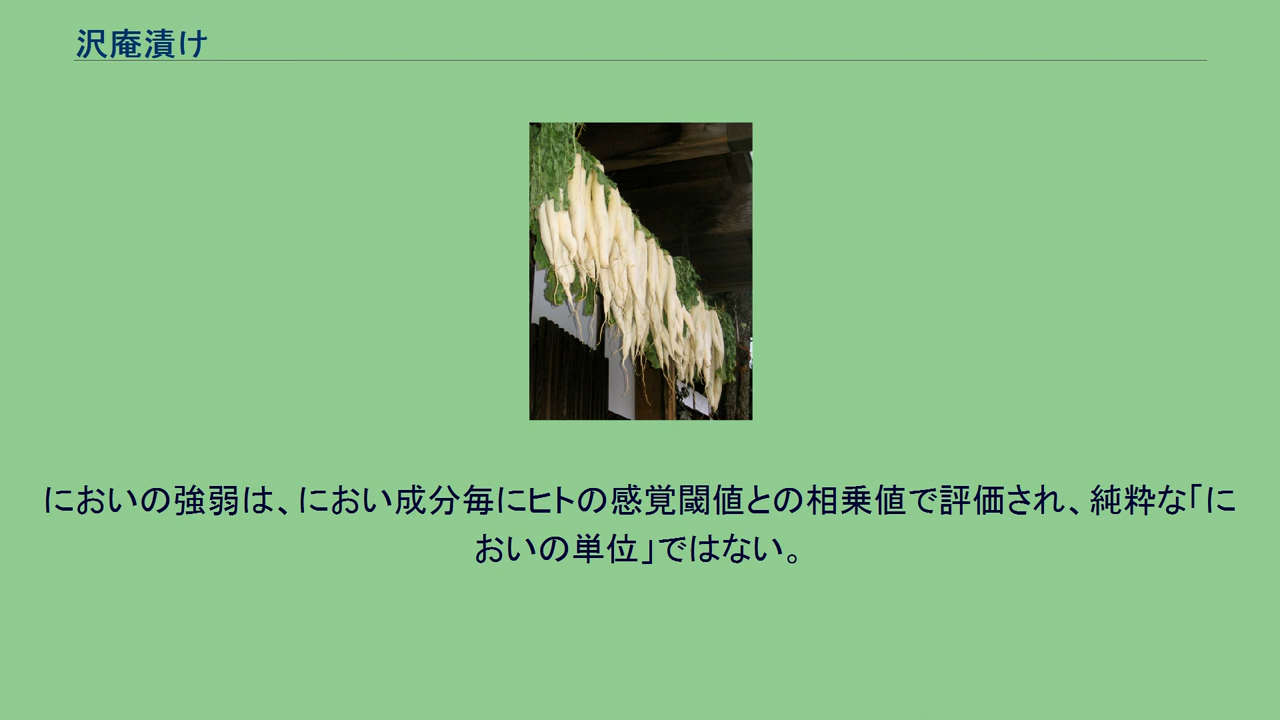 沢庵漬け
においの強弱は、におい成分毎にヒトの感覚閾値との相乗値で評価され、純粋な「に
おいの単位」ではない。